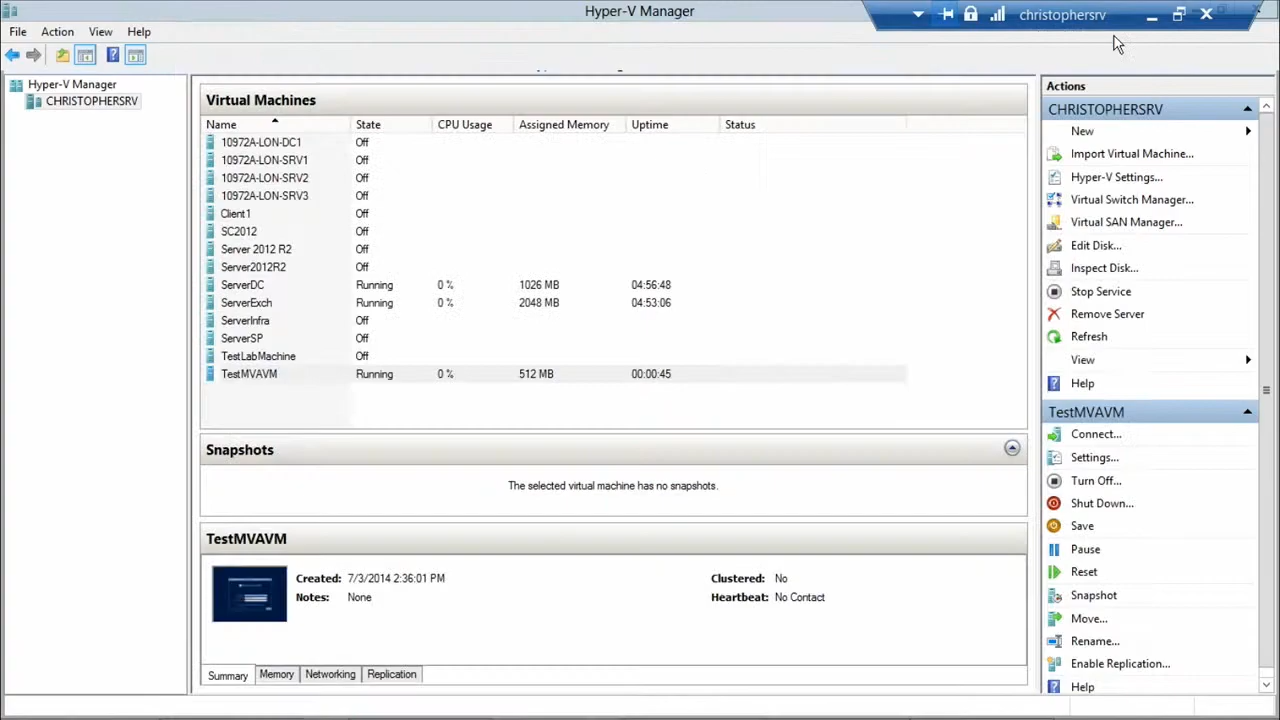 Hyper-V Manager
christophersrv
File Action View Help
Hyper-V Manager
CHRISTOPHERSRV
Virtual Machines
Name State CPU Usage Assigned Memory Uptime Status
10972A-LON-DC1 Off
10972A-LON-SRV1 Off
10972A-LON-SRV2 Off
10972A-LON-SRV3 Off
Client1 Off
SC2012 Off
Server 2012 R2 Off
Server2012R2 Off
ServerDC Running 0 % 1026 MB 04:56:48
ServerExch Running 0 % 2048 MB 04:53:06
ServerInfra Off
ServerSP Off
TestLabMachine Off
TestMVAVM Running 0 % 512 MB 00:00:45
Snapshots
The selected virtual machine has no snapshots.
TestMVAVM
Created: 7/3/2014 2:36:01 PM Clustered: No
Notes: None Heartbeat: No Contact
Summary Memory Networking Replication
Actions
CHRISTOPHERSRV
New
Import Virtual Machine...
Hyper-V Settings...
Virtual Switch Manager...
Virtual SAN Manager...
Edit Disk...
Inspect Disk...
Stop Service
Remove Server
Refresh
View
Help
TestMVAVM
Connect...
Settings...
Turn Off...
Shut Down...
Save
Pause
Reset
Snapshot
Move...
Rename...
Enable Replication...
Help